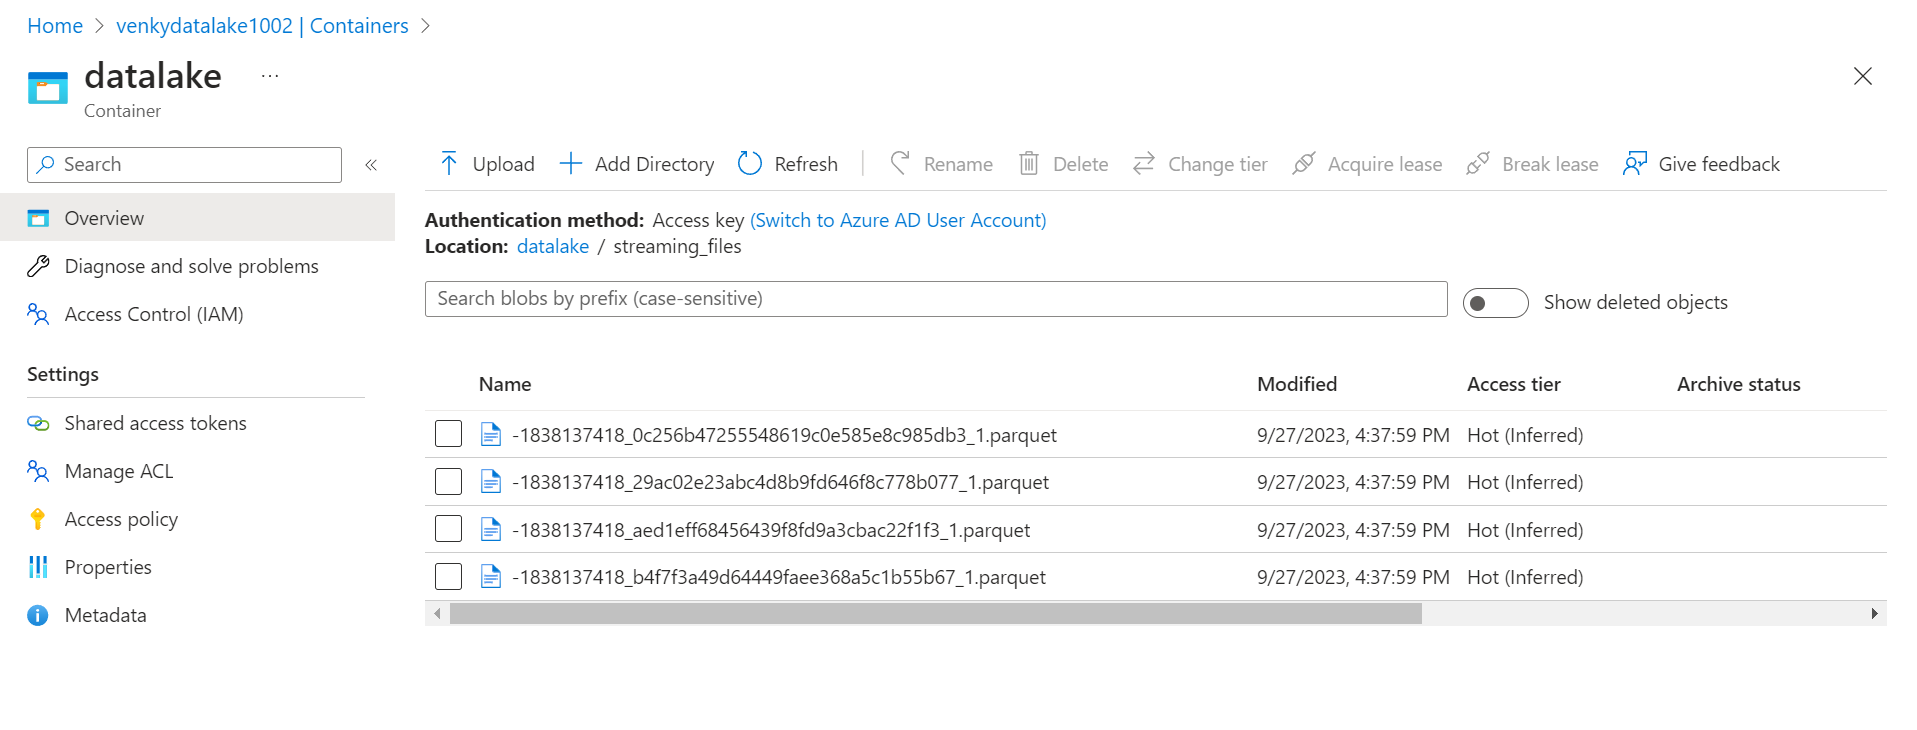 Home > venkydatalake1002 | Containers >
datalake ...
Container
Search «
Overview
Diagnose and solve problems
Access Control (IAM)
Settings
Shared access tokens
Manage ACL
Access policy
Properties
Metadata
Upload Add Directory Refresh Rename Delete Change tier Acquire lease Break lease Give feedback
Authentication method: Access key (Switch to Azure AD User Account)
Location: datalake / streaming_files
Search blobs by prefix (case-sensitive) Show deleted objects
Name Modified Access tier Archive status
-1838137418_0c256b47255548619c0e585e8c985db3_1.parquet 9/27/2023, 4:37:59 PM Hot (Inferred)
-1838137418_29ac02e23abc4d8b9fd646f8c778b077_1.parquet 9/27/2023, 4:37:59 PM Hot (Inferred)
-1838137418_aed1eff68456439f8fd9a3cbac22f1f3_1.parquet 9/27/2023, 4:37:59 PM Hot (Inferred)
-1838137418_b4f7f3a49d64449faee368a5c1b55b67_1.parquet 9/27/2023, 4:37:59 PM Hot (Inferred)